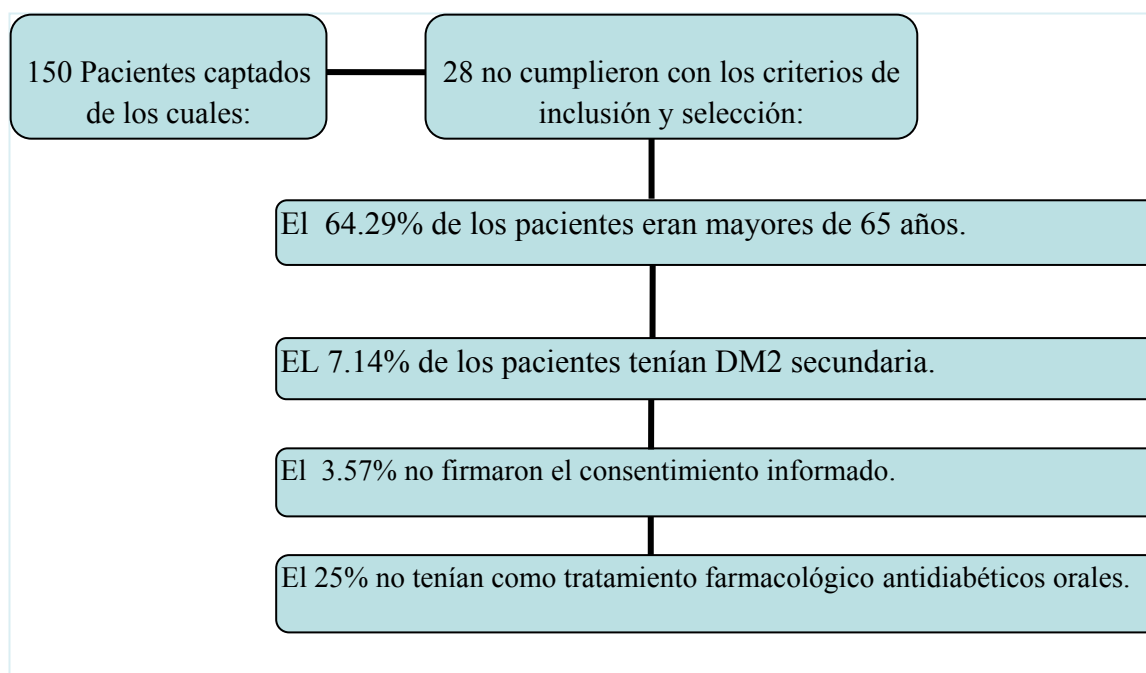 150 Pacientes captados
de los cuales:
28 no cumplieron con los criterios de
inclusión y selección:
El 64.29% de los pacientes eran mayores de 65 años.
EL 7.14% de los pacientes tenían DM2 secundaria.
El 3.57% no firmaron el consentimiento informado.
El 25% no tenían como tratamiento farmacológico antidiabéticos orales.